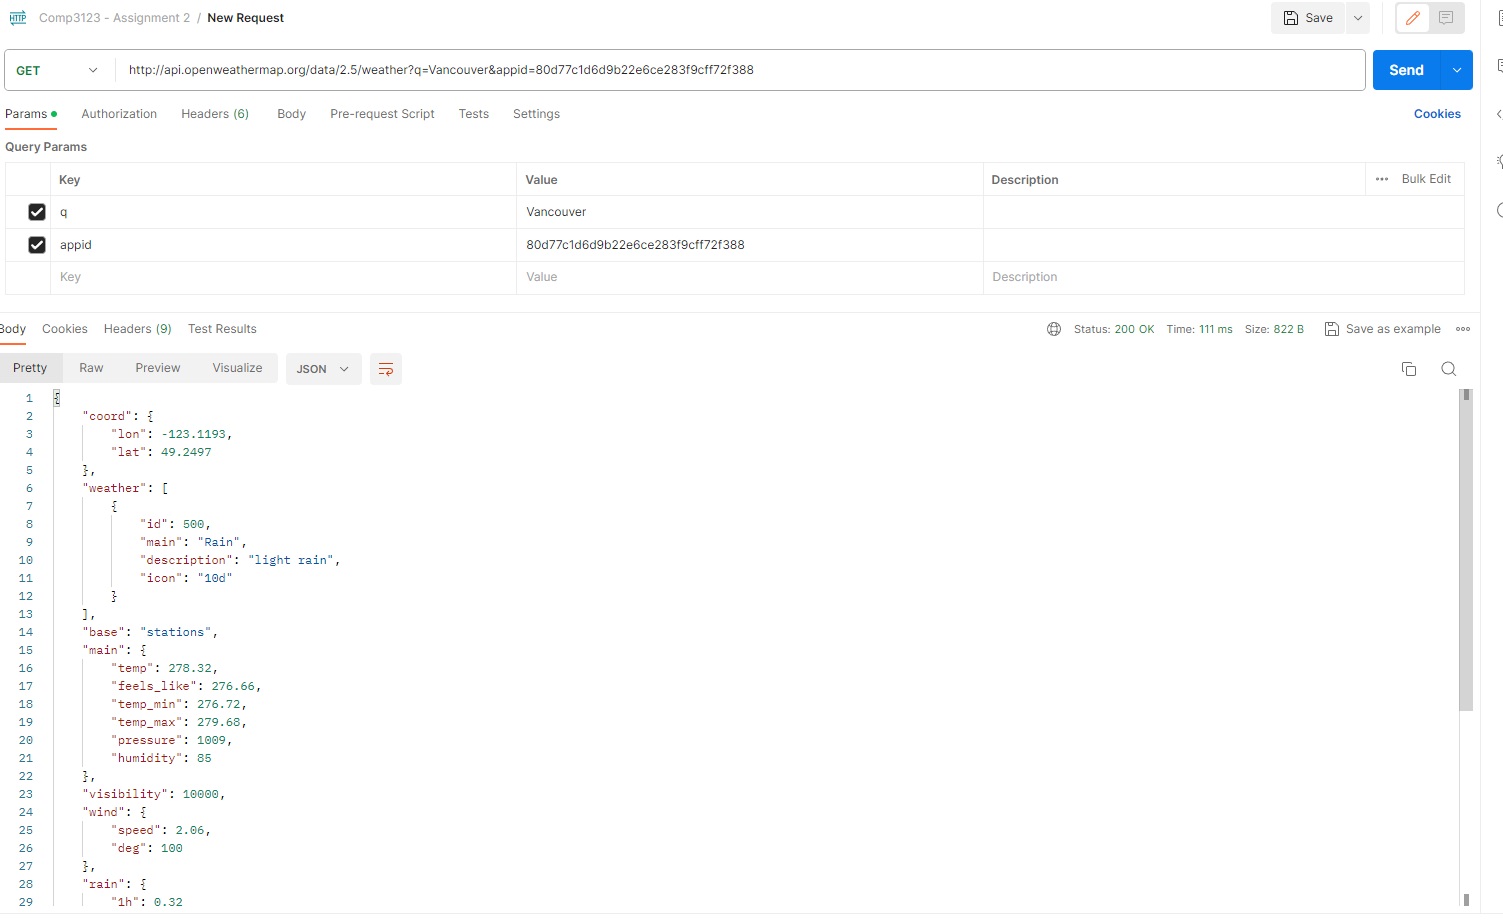 HTTP Comp3123 - Assignment 2 / New Request Save
GET http://api.openweathermap.org/data/2.5/weather?q=Vancouver&appid=80d77c1d6d9b22e6ce283f9cff72f388 Send
Params Authorization Headers (6) Body Pre-request Script Tests Settings Cookies
Query Params
Key Value Description ••• Bulk Edit
q Vancouver
appid 80d77c1d6d9b22e6ce283f9cff72f388
Key Value Description
Body Cookies Headers (9) Test Results Status: 200 OK Time: 111 ms Size: 822 B Save as example
Pretty Raw Preview Visualize JSON
1 {
2 "coord": {
3 "lon": -123.1193,
4 "lat": 49.2497
5 },
6 "weather": [
7 {
8 "id": 500,
9 "main": "Rain",
10 "description": "light rain",
11 "icon": "10d"
12 }
13 ],
14 "base": "stations",
15 "main": {
16 "temp": 278.32,
17 "feels_like": 276.66,
18 "temp_min": 276.72,
19 "temp_max": 279.68,
20 "pressure": 1009,
21 "humidity": 85
22 },
23 "visibility": 10000,
24 "wind": {
25 "speed": 2.06,
26 "deg": 100
27 },
28 "rain": {
29 "1h": 0.32